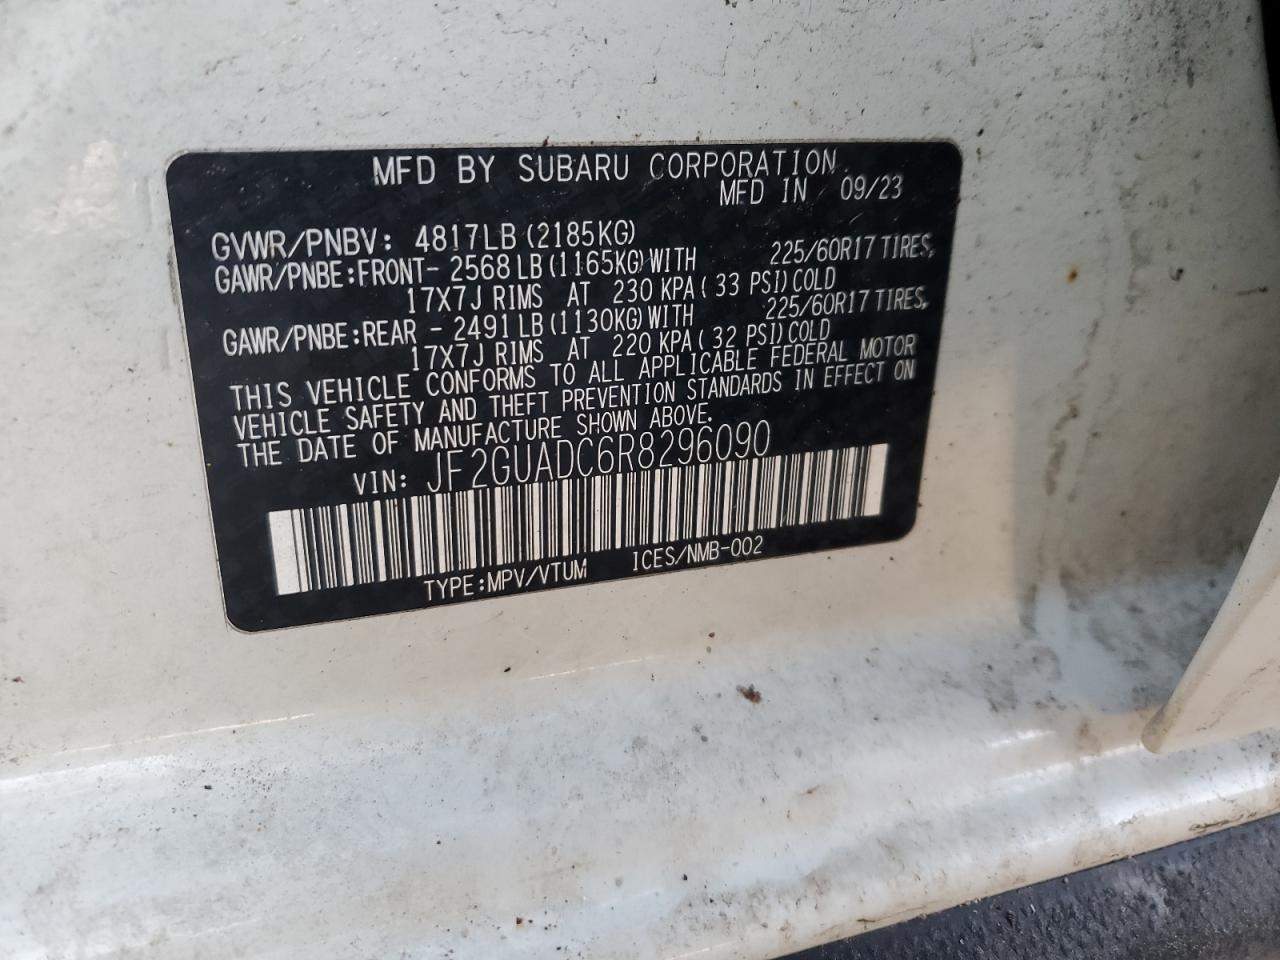 MFD BY SUBARU CORPORATION
MFD IN 09/23
GVWR/PNBV: 4817LB (2185KG)
GAWR/PNBE:FRONT- 2568 LB (1165KG) WITH 225/60R17 TIRES,
17X7J RIMS AT 230 KPA ( 33 PSI) COLD
GAWR/PNBE:REAR - 2491 LB (1130KG) WITH 225/60R17 TIRES,
17X7J RIMS AT 220 KPA ( 32 PSI) COLD
THIS VEHICLE CONFORMS TO ALL APPLICABLE FEDERAL MOTOR
VEHICLE SAFETY AND THEFT PREVENTION STANDARDS IN EFFECT ON
THE DATE OF MANUFACTURE SHOWN ABOVE.
VIN: JF2GUADC6R8296090
TYPE:MPV/VTUM ICES/NMB-002